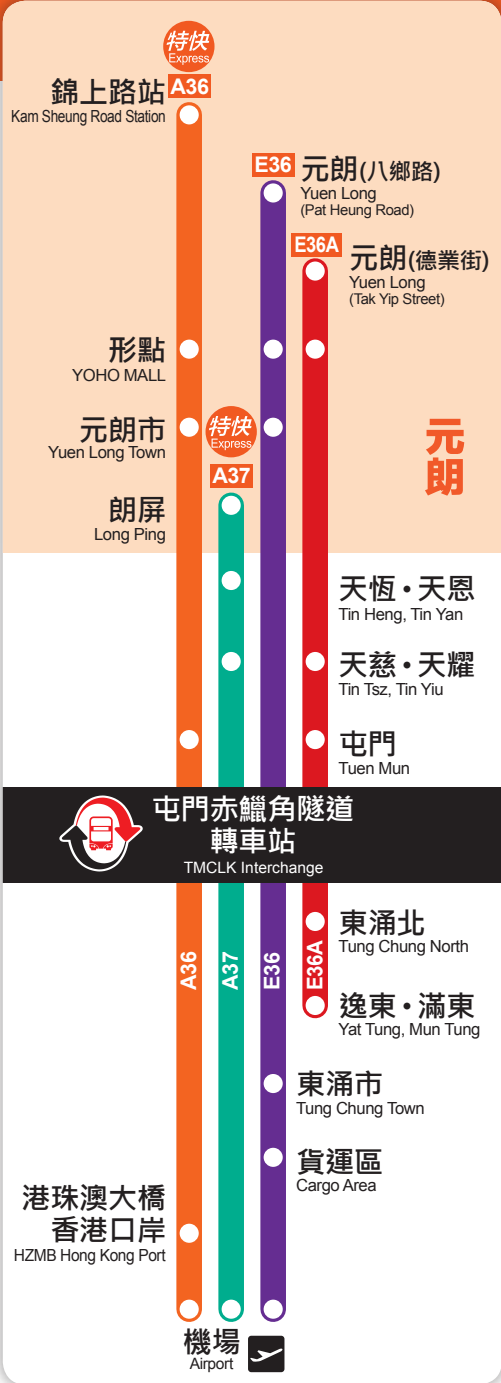 特快
Express
A36
錦上路站
Kam Sheung Road Station
E36
元朗(八鄉路)
Yuen Long
(Pat Heung Road)
E36A
元朗(德業街)
Yuen Long
(Tak Yip Street)
形點
YOHO MALL
元朗市
Yuen Long Town
特快
Express
A37
元朗
朗屏
Long Ping
天恆・天恩
Tin Heng, Tin Yan
天慈・天耀
Tin Tsz, Tin Yiu
屯門
Tuen Mun
屯門赤鱲角隧道
轉車站
TMCLK Interchange
A36
A37
E36
E36A
東涌北
Tung Chung North
逸東・滿東
Yat Tung, Mun Tung
東涌市
Tung Chung Town
貨運區
Cargo Area
港珠澳大橋
香港口岸
HZMB Hong Kong Port
機場
Airport